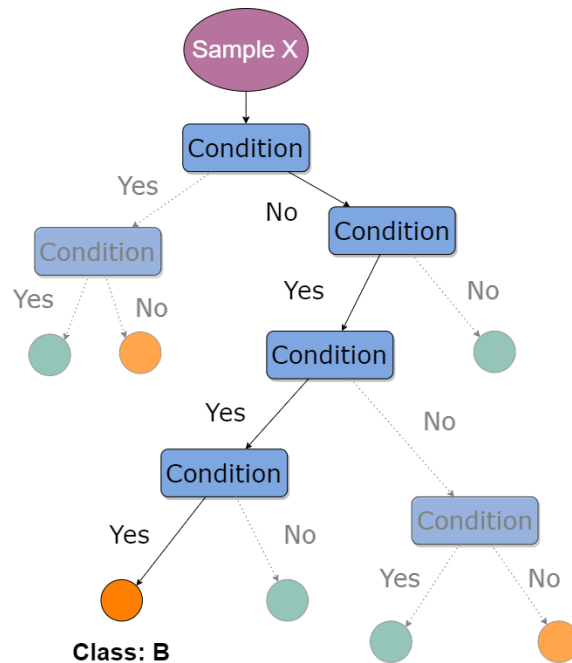 Sample X
Condition
Yes
No
Condition
Condition
Yes
No
Yes
No
Condition
Yes
No
Condition
Condition
Yes
No
Yes
No
Class: B